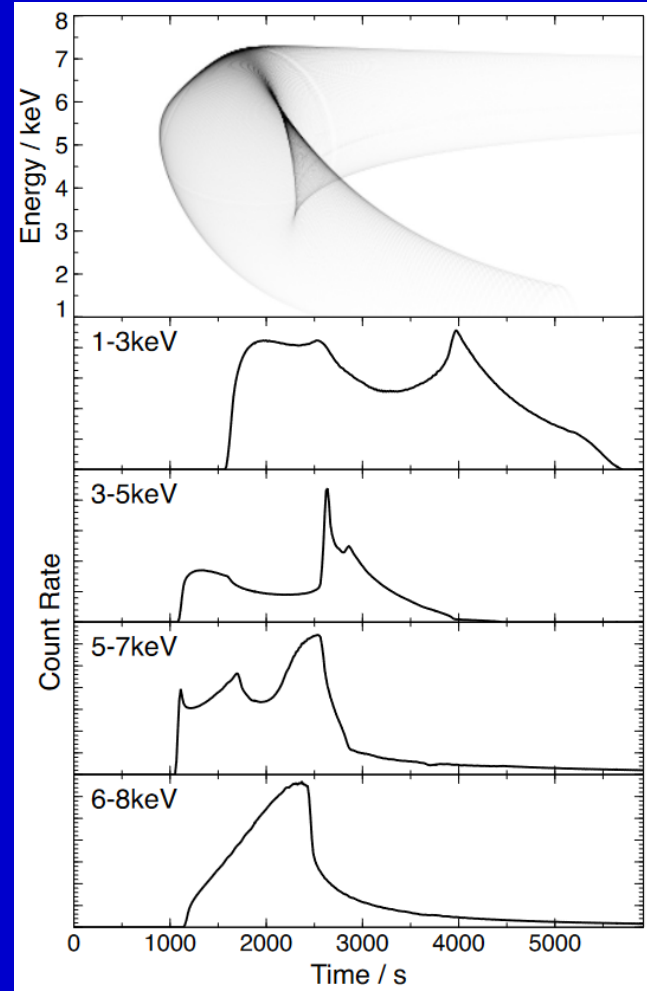 8
7
6
5
4
3
2
1
Energy / keV
1-3keV
3-5keV
5-7keV
6-8keV
Count Rate
0 1000 2000 3000 4000 5000
Time / s